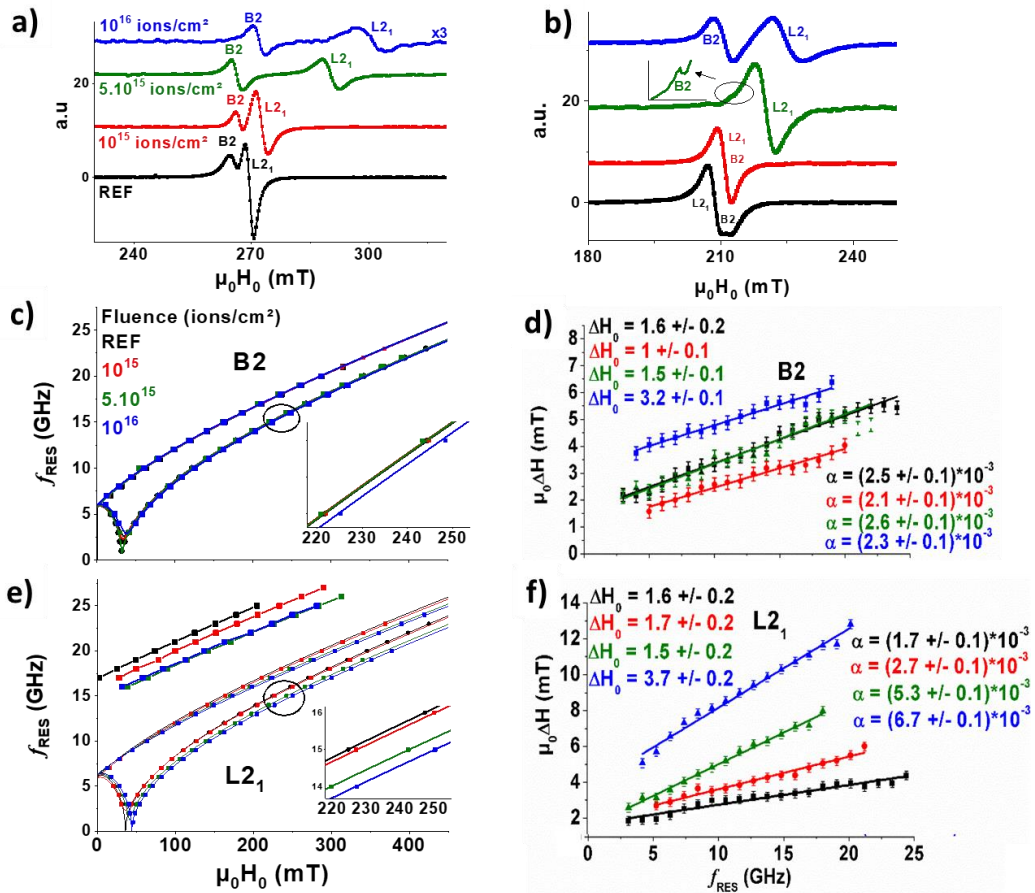 a)
10¹⁶ ions/cm²
B2
L2₁
x3
5.10¹⁵ ions/cm²
B2
L2₁
20
B2
L2₁
10¹⁵ ions/cm²
B2
L2₁
0
REF
a.u
240
270
300
µ₀H₀ (mT)
b)
B2
L2₁
B2
L2₁
20
L2₁
B2
L2₁
B2
0
a.u.
180
210
240
µ₀H₀ (mT)
c)
Fluence (ions/cm²)
REF
10¹⁵
5.10¹⁵
10¹⁶
B2
25
20
15
10
5
0
f_RES (GHz)
220
230
240
250
0
100
200
300
400
d)
ΔH₀ = 1.6 +/- 0.2
ΔH₀ = 1 +/- 0.1
ΔH₀ = 1.5 +/- 0.1
ΔH₀ = 3.2 +/- 0.1
B2
8
7
6
5
4
3
2
1
0
µ₀ΔH (mT)
α = (2.5 +/- 0.1)*10⁻³
α = (2.1 +/- 0.1)*10⁻³
α = (2.6 +/- 0.1)*10⁻³
α = (2.3 +/- 0.1)*10⁻³
e)
25
20
15
10
5
0
f_RES (GHz)
L2₁
16
15
14
220
230
240
250
0
100
200
300
400
µ₀H₀ (mT)
f)
ΔH₀ = 1.6 +/- 0.2
ΔH₀ = 1.7 +/- 0.2
ΔH₀ = 1.5 +/- 0.2
ΔH₀ = 3.7 +/- 0.2
L2₁
α = (1.7 +/- 0.1)*10⁻³
α = (2.7 +/- 0.1)*10⁻³
α = (5.3 +/- 0.1)*10⁻³
α = (6.7 +/- 0.1)*10⁻³
14
12
10
8
6
4
2
µ₀ΔH (mT)
0
5
10
15
20
25
f_RES (GHz)